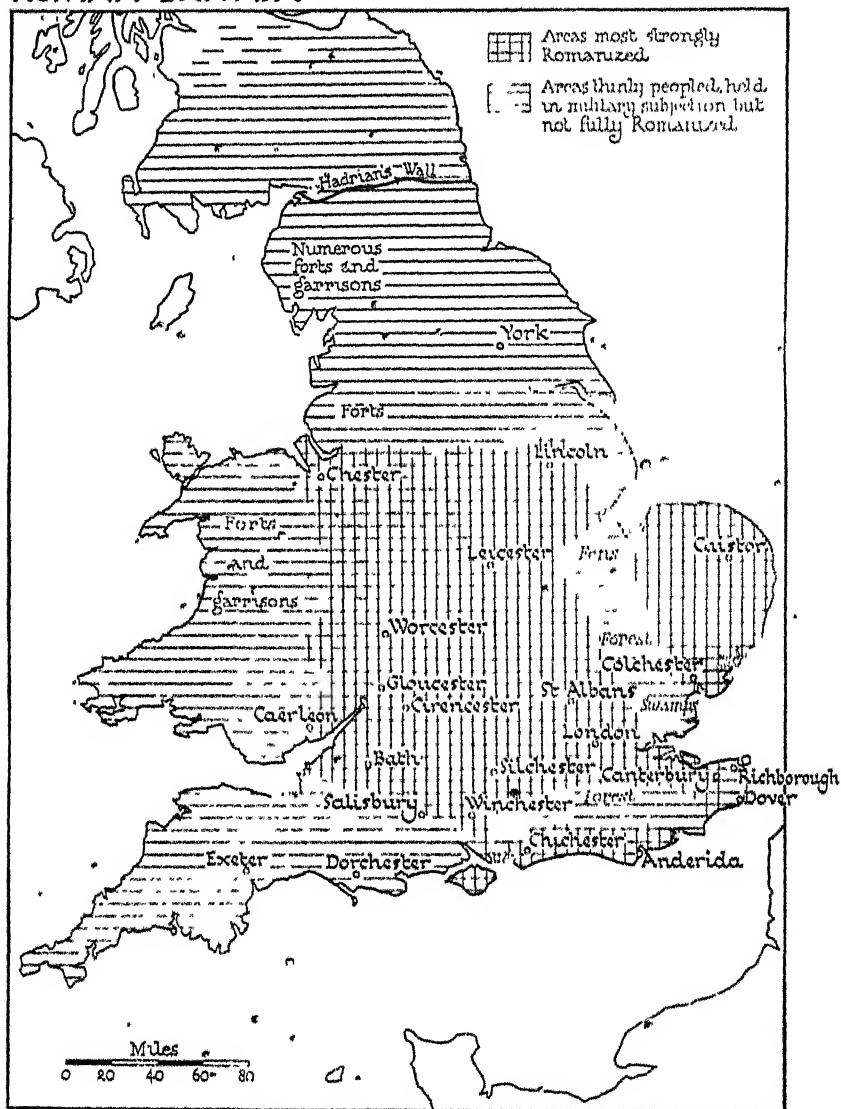 Areas most strongly
Romanized
Areas thinly peopled, held
in military subjection but
not fully Romanized
Hadrian's Wall
Numerous
forts and
garrisons
York
Forts
Lincoln
Chester
Forts
and
garrisons
Leicester
Fens
Caistor
Worcester
Forest
Colchester
Gloucester
St Albans
Cirencester
Swamps
Caerleon
London
Bath
Silchester
Canterbury
Richborough
Forest
Dover
Salisbury
Winchester
Chichester
Anderida
Exeter
Dorchester
Miles
0 20 40 60 80